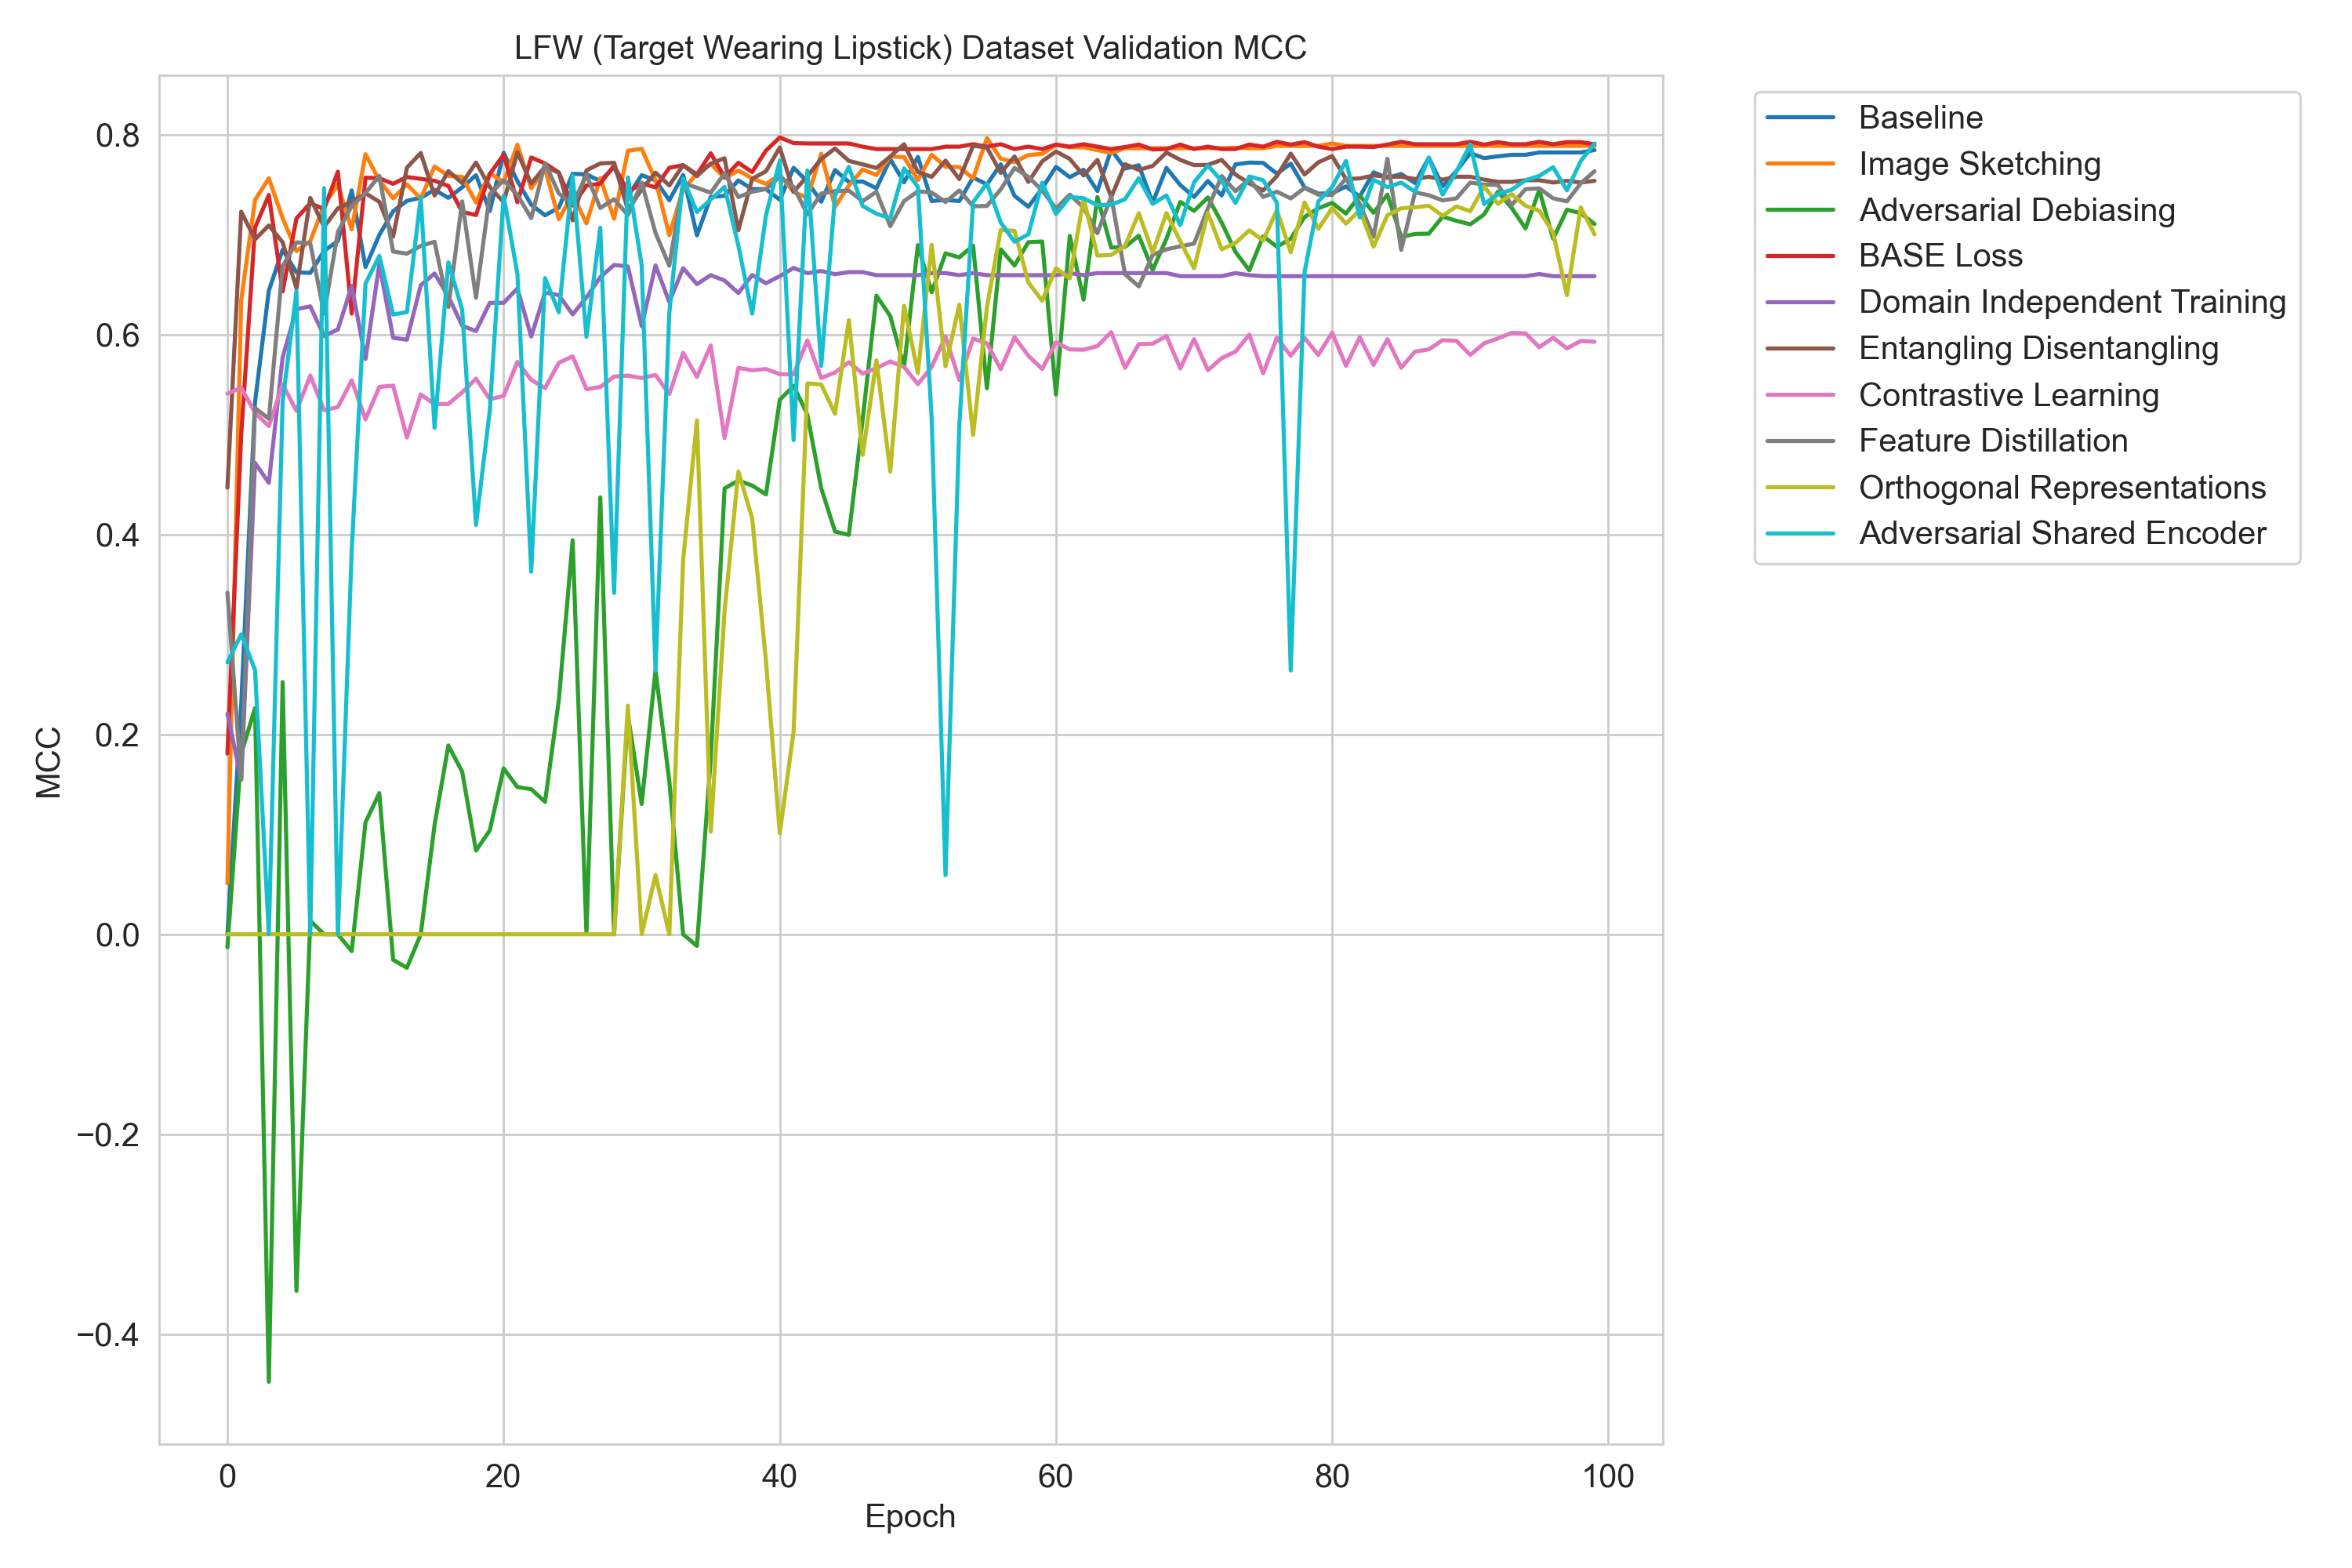 LFW (Target Wearing Lipstick) Dataset Validation MCC
Baseline
Image Sketching
Adversarial Debiasing
BASE Loss
Domain Independent Training
Entangling Disentangling
Contrastive Learning
Feature Distillation
Orthogonal Representations
Adversarial Shared Encoder
MCC
0.8
0.6
0.4
0.2
0.0
−0.2
−0.4
0 20 40 60 80 100
Epoch